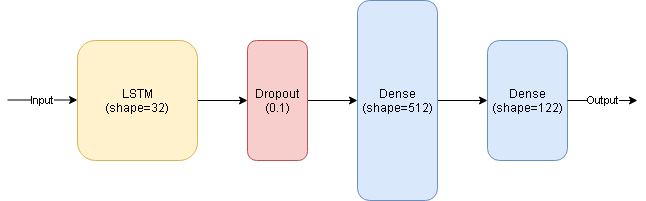 Input
LSTM
(shape=32)
Dropout
(0.1)
Dense
(shape=512)
Dense
(shape=122)
Output